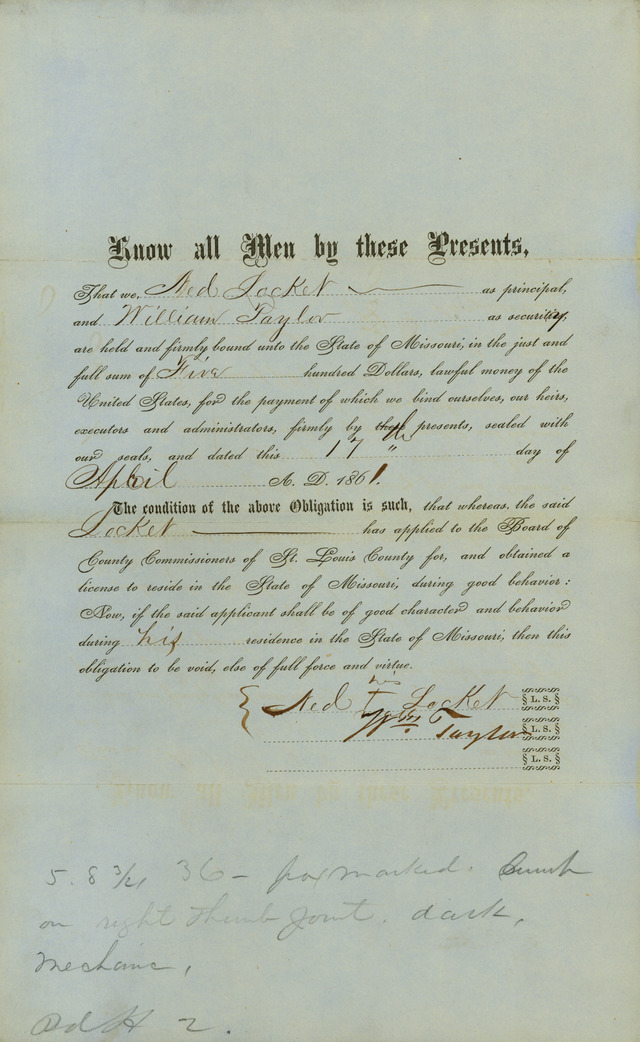 Know all Men by these Presents,
That we, Ned Locket as principal,
and William Taylor as security,
are held and firmly bound unto the State of Missouri, in the just and
full sum of Five hundred Dollars, lawful money of the
United States, for the payment of which we bind ourselves, our heirs,
executors and administrators, firmly by these presents, sealed with
our seals, and dated this 17th day of
April A. D. 1861.
The condition of the above Obligation is such, that whereas, the said
Locket has applied to the Board of
County Commissioners of St. Louis County for, and obtained a
license to reside in the State of Missouri, during good behavior:
Now, if the said applicant shall be of good character and behavior
during his residence in the State of Missouri, then this
obligation to be void, else of full force and virtue.
his
Ned + Locket L. S.
Wm Taylor L. S.
L. S.
5. 8 3/4 36 - pox marked.
on right thumb joint. dark,
Mechanic,
Pd H 2.